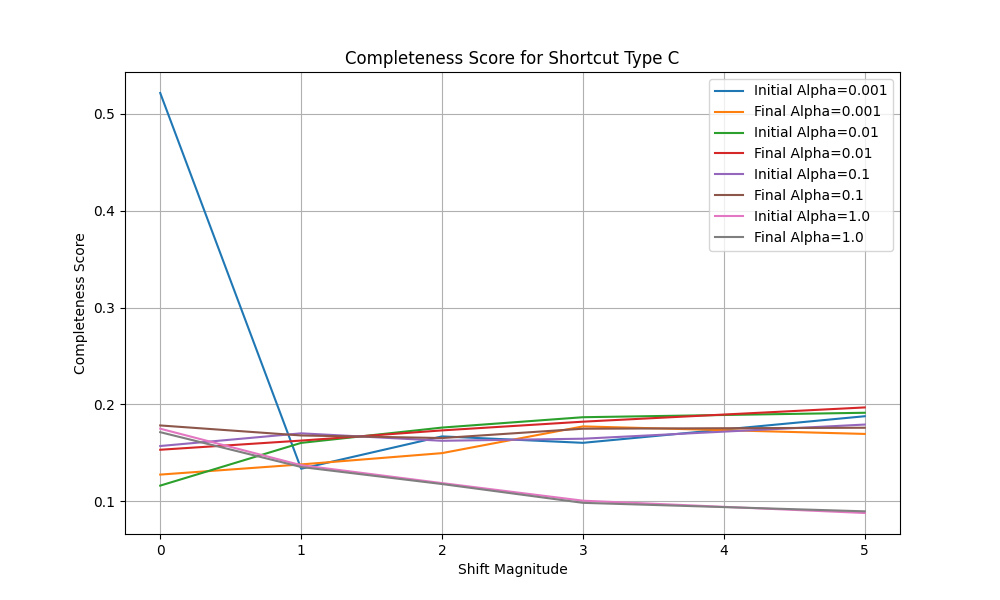 Completeness Score for Shortcut Type C
Initial Alpha=0.001
Final Alpha=0.001
Initial Alpha=0.01
Final Alpha=0.01
Initial Alpha=0.1
Final Alpha=0.1
Initial Alpha=1.0
Final Alpha=1.0
Completeness Score
0.5
0.4
0.3
0.2
0.1
0 1 2 3 4 5
Shift Magnitude